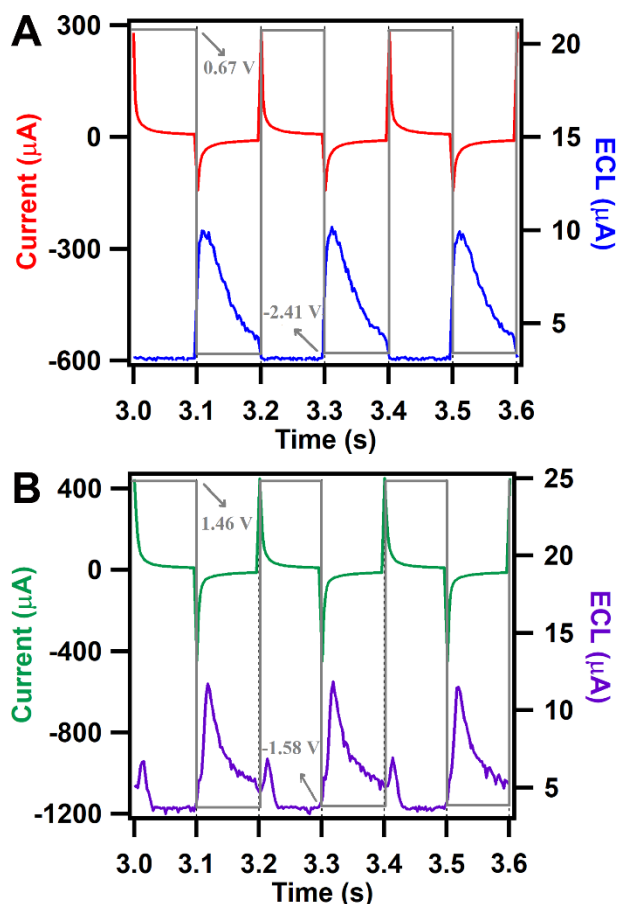 A
Current (µA)
300
0
-300
-600
0.67 V
-2.41 V
20
15
10
5
ECL (µA)
3.0 3.1 3.2 3.3 3.4 3.5 3.6
Time (s)
B
Current (µA)
400
0
-400
-800
-1200
1.46 V
-1.58 V
25
20
15
10
5
ECL (µA)
3.0 3.1 3.2 3.3 3.4 3.5 3.6
Time (s)